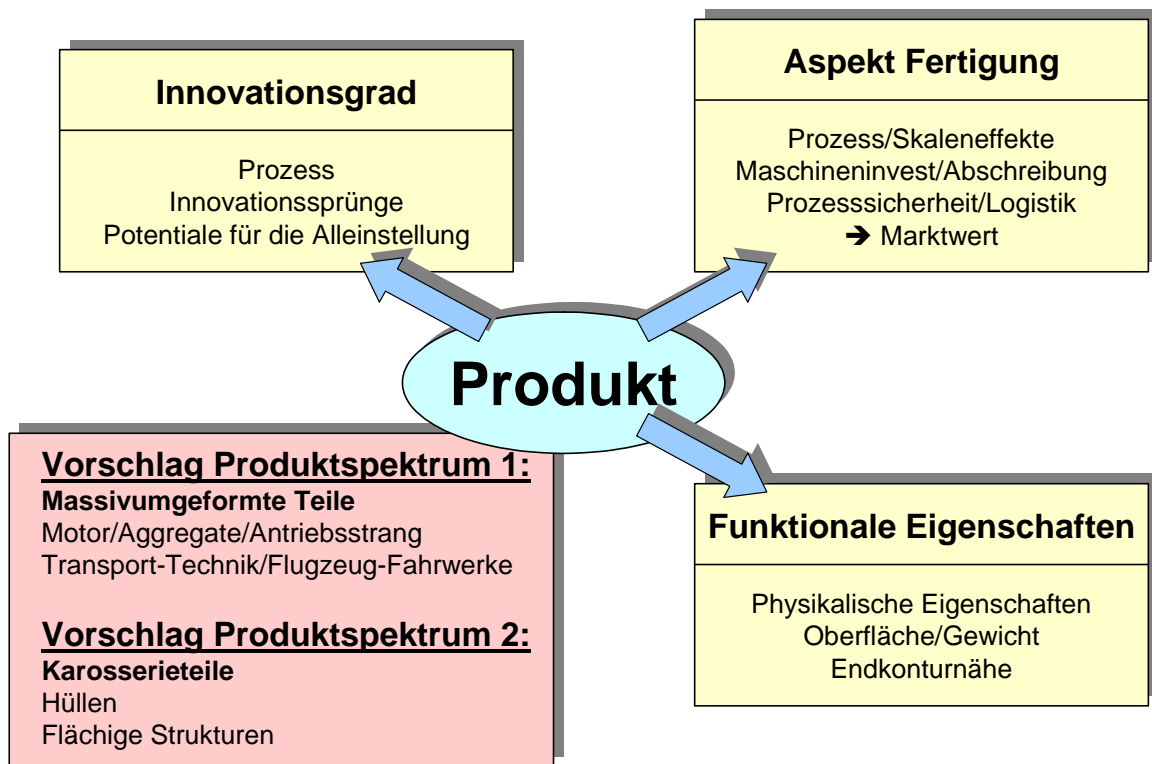 Innovationsgrad
Prozess
Innovationssprünge
Potentiale für die Alleinstellung
Aspekt Fertigung
Prozess/Skaleneffekte
Maschineninvest/Abschreibung
Prozesssicherheit/Logistik
➔ Marktwert
Produkt
Vorschlag Produktspektrum 1:
Massivumgeformte Teile
Motor/Aggregate/Antriebsstrang
Transport-Technik/Flugzeug-Fahrwerke
Vorschlag Produktspektrum 2:
Karosserieteile
Hüllen
Flächige Strukturen
Funktionale Eigenschaften
Physikalische Eigenschaften
Oberfläche/Gewicht
Endkonturnähe